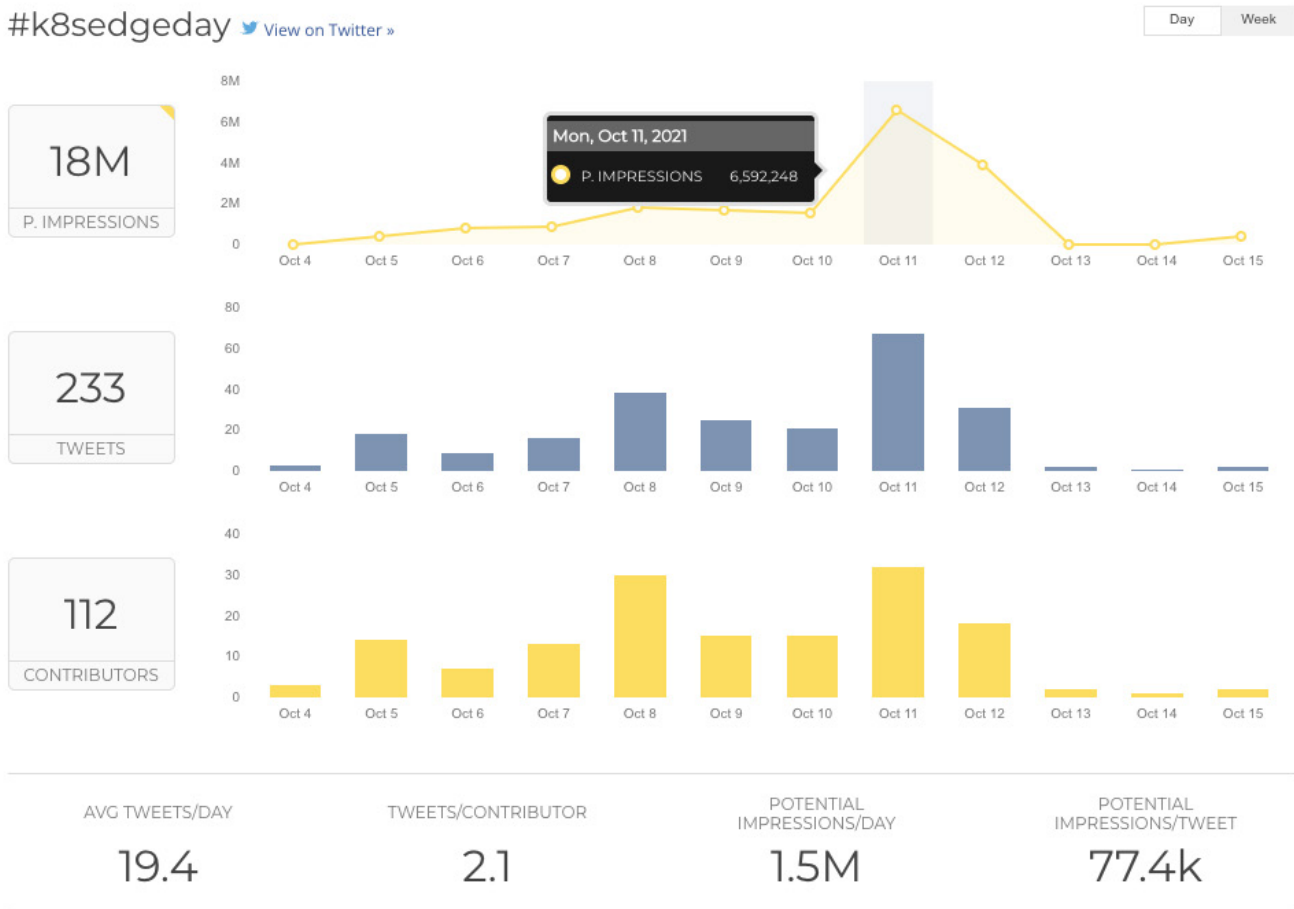 #k8sedgeday View on Twitter »
Day Week
18M
P. IMPRESSIONS
8M
6M
4M
2M
0
Mon, Oct 11, 2021
P. IMPRESSIONS 6,592,248
Oct 4 Oct 5 Oct 6 Oct 7 Oct 8 Oct 9 Oct 10 Oct 11 Oct 12 Oct 13 Oct 14 Oct 15
233
TWEETS
80
60
40
20
0
Oct 4 Oct 5 Oct 6 Oct 7 Oct 8 Oct 9 Oct 10 Oct 11 Oct 12 Oct 13 Oct 14 Oct 15
112
CONTRIBUTORS
40
30
20
10
0
Oct 4 Oct 5 Oct 6 Oct 7 Oct 8 Oct 9 Oct 10 Oct 11 Oct 12 Oct 13 Oct 14 Oct 15
AVG TWEETS/DAY
19.4
TWEETS/CONTRIBUTOR
2.1
POTENTIAL
IMPRESSIONS/DAY
1.5M
POTENTIAL
IMPRESSIONS/TWEET
77.4k